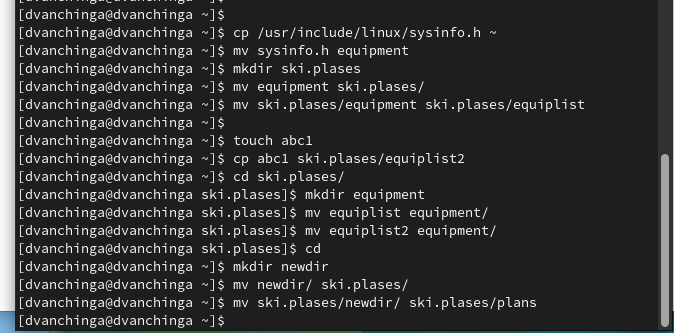 [dvanchinga@dvanchinga ~]$
[dvanchinga@dvanchinga ~]$ cp /usr/include/linux/sysinfo.h ~
[dvanchinga@dvanchinga ~]$ mv sysinfo.h equipment
[dvanchinga@dvanchinga ~]$ mkdir ski.plases
[dvanchinga@dvanchinga ~]$ mv equipment ski.plases/
[dvanchinga@dvanchinga ~]$ mv ski.plases/equipment ski.plases/equiplist
[dvanchinga@dvanchinga ~]$
[dvanchinga@dvanchinga ~]$ touch abc1
[dvanchinga@dvanchinga ~]$ cp abc1 ski.plases/equiplist2
[dvanchinga@dvanchinga ~]$ cd ski.plases/
[dvanchinga@dvanchinga ski.plases]$ mkdir equipment
[dvanchinga@dvanchinga ski.plases]$ mv equiplist equipment/
[dvanchinga@dvanchinga ski.plases]$ mv equiplist2 equipment/
[dvanchinga@dvanchinga ski.plases]$ cd
[dvanchinga@dvanchinga ~]$ mkdir newdir
[dvanchinga@dvanchinga ~]$ mv newdir/ ski.plases/
[dvanchinga@dvanchinga ~]$ mv ski.plases/newdir/ ski.plases/plans
[dvanchinga@dvanchinga ~]$